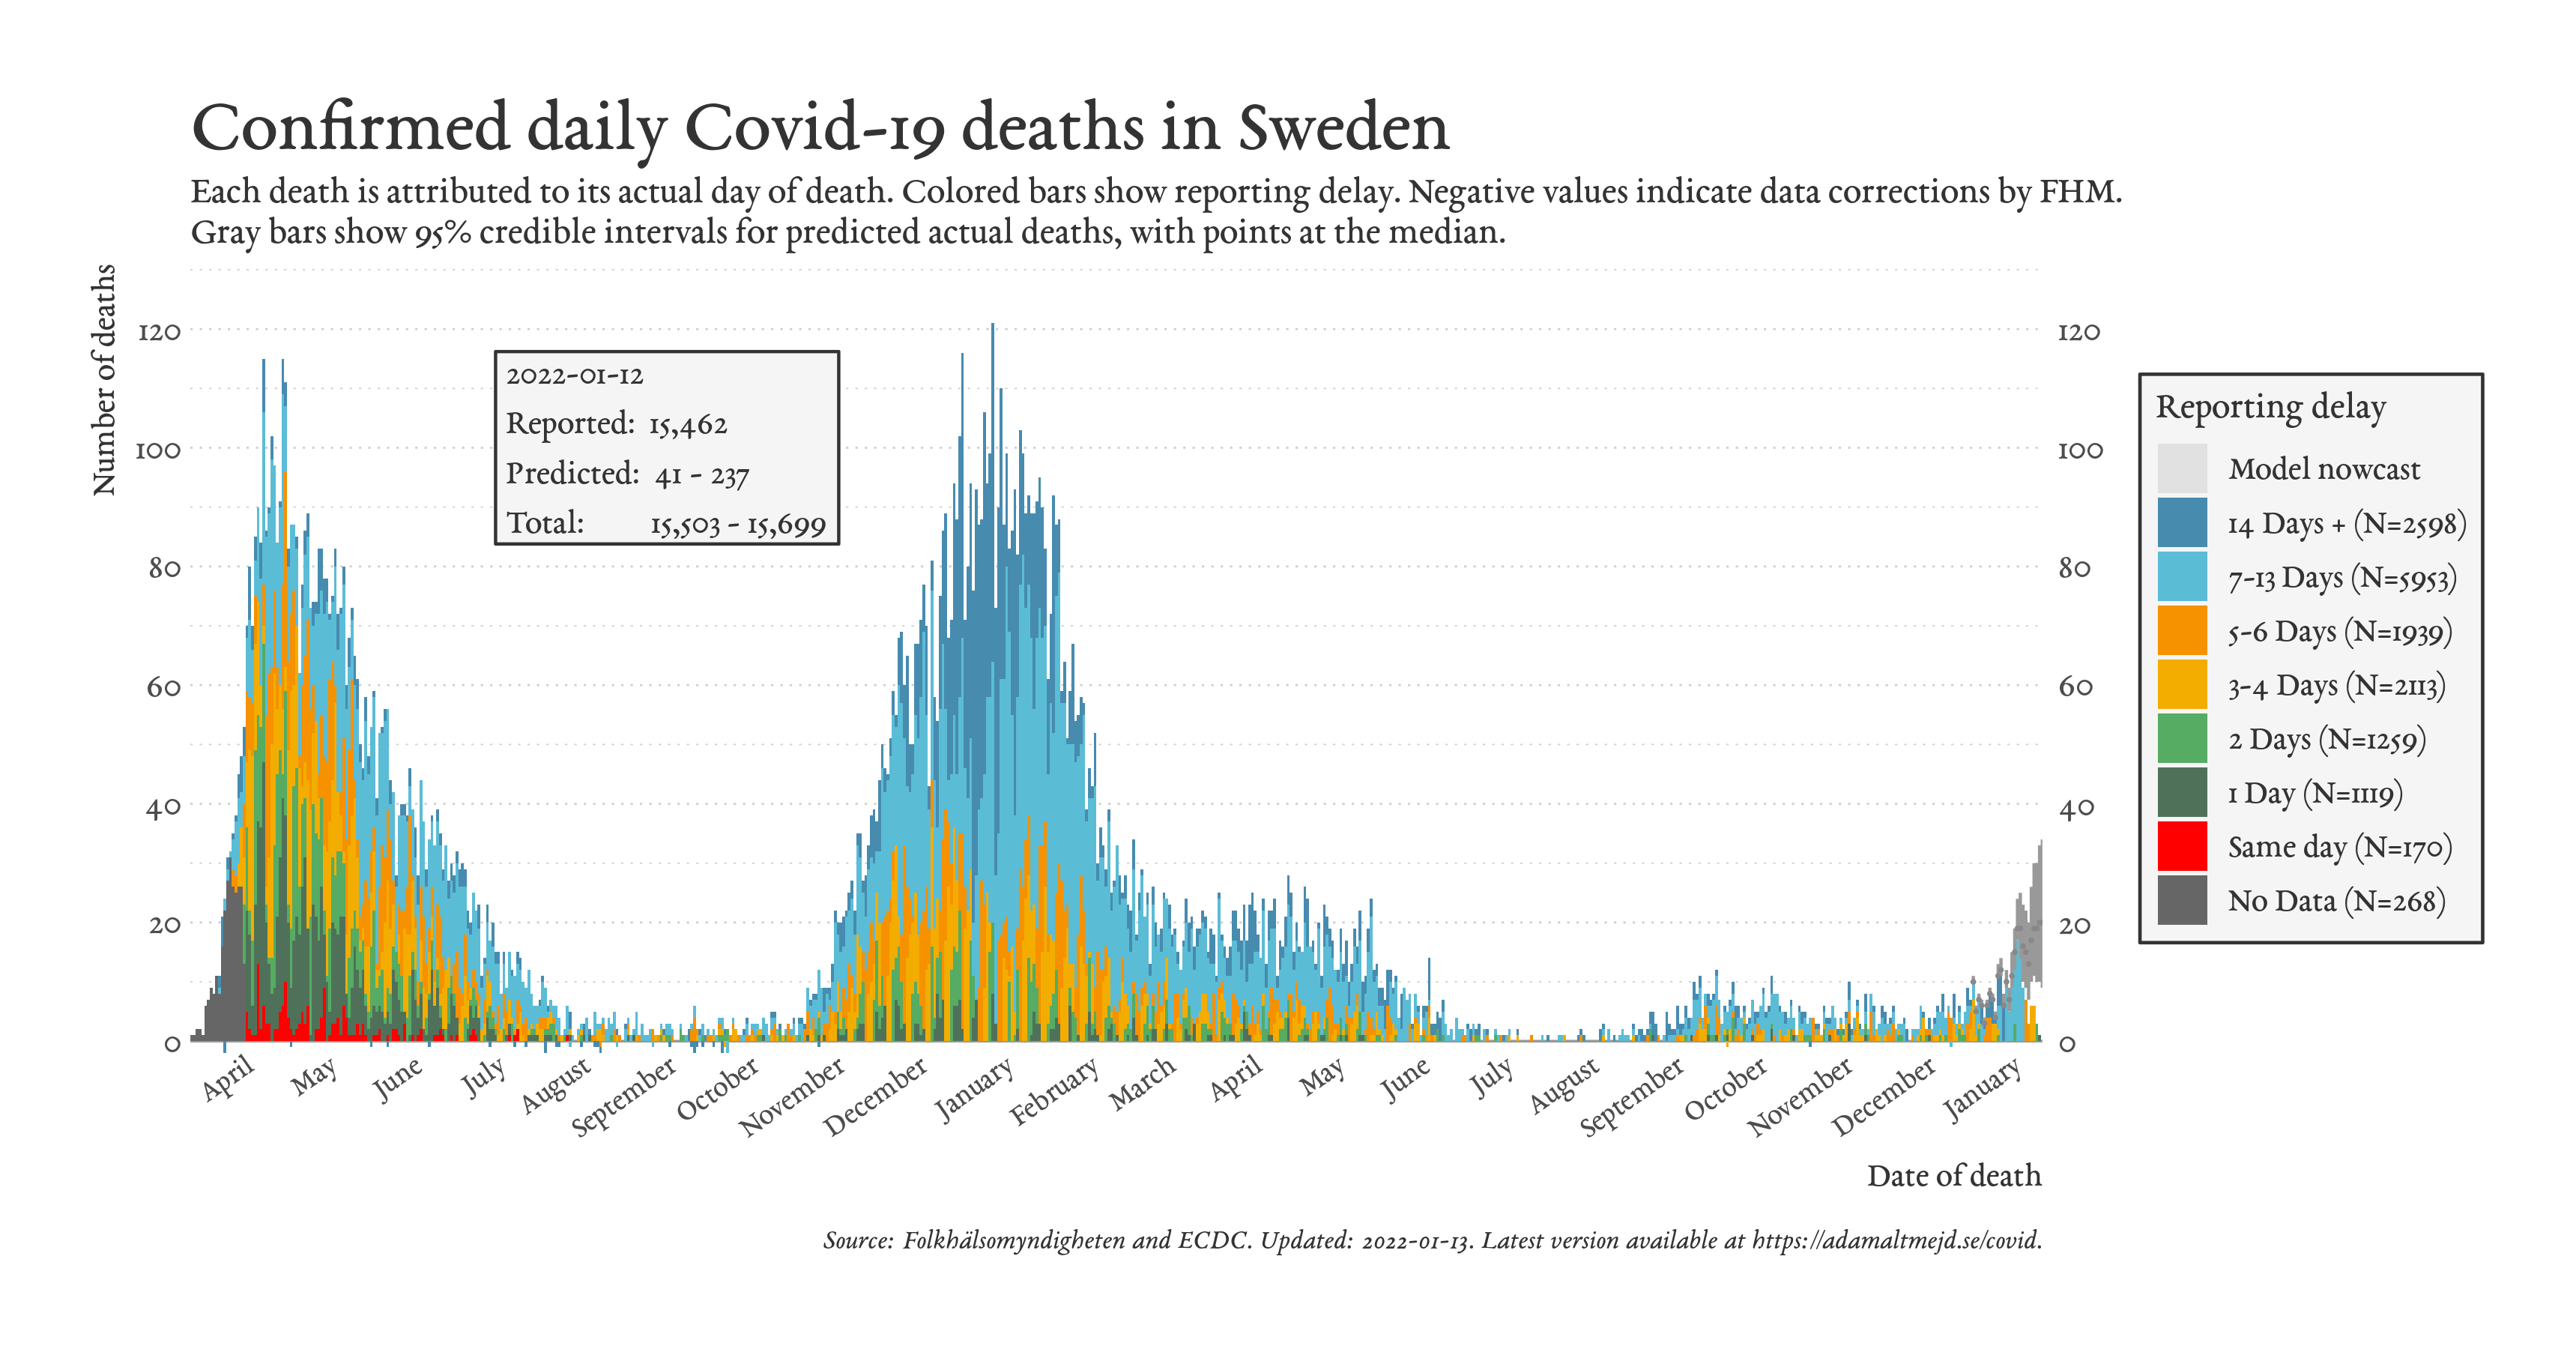 Confirmed daily Covid-19 deaths in Sweden
Each death is attributed to its actual day of death. Colored bars show reporting delay. Negative values indicate data corrections by FHM.
Gray bars show 95% credible intervals for predicted actual deaths, with points at the median.
Number of deaths
120
100
80
60
40
20
0
2022-01-12
Reported: 15,462
Predicted: 41 - 237
Total: 15,503 - 15,699
120
100
80
60
40
20
0
Reporting delay
Model nowcast
14 Days + (N=2598)
7-13 Days (N=5953)
5-6 Days (N=1939)
3-4 Days (N=2113)
2 Days (N=1259)
1 Day (N=1119)
Same day (N=170)
No Data (N=268)
April
May
June
July
August
September
October
November
December
January
February
March
April
May
June
July
August
September
October
November
December
January
Date of death
Source: Folkhälsomyndigheten and ECDC. Updated: 2022-01-13. Latest version available at https://adamaltmejd.se/covid.